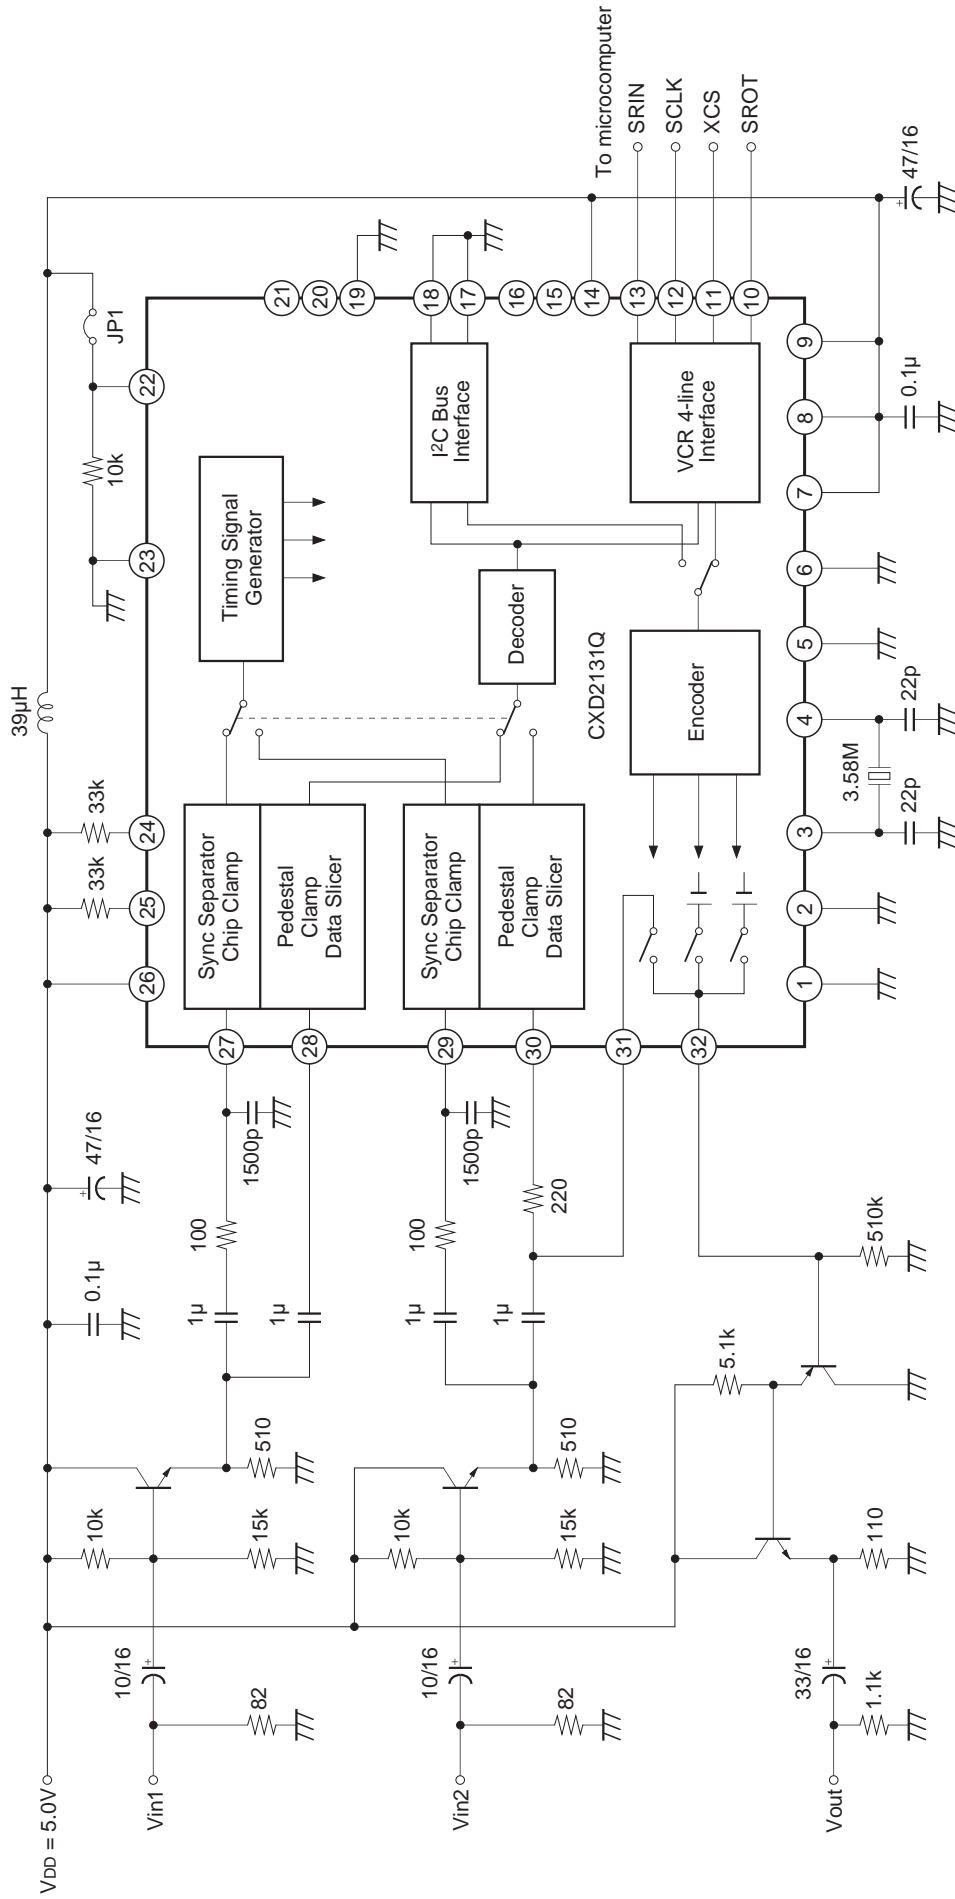 VDD = 5.0V
39µH
JP1
10k
33k
33k
47/16
0.1µ
26
25
24
23
22
Vin1
10/16
82
10k
15k
510
1µ
1µ
100
1500p
27
28
Sync Separator
Chip Clamp
Pedestal
Clamp
Data Slicer
Timing Signal
Generator
21
20
19
Vin2
10/16
82
10k
15k
510
1µ
1µ
100
1500p
220
29
30
Sync Separator
Chip Clamp
Pedestal
Clamp
Data Slicer
Decoder
I²C Bus
Interface
18
17
16
15
14
To microcomputer
CXD2131Q
31
32
Encoder
VCR 4-line
Interface
13
12
11
10
SRIN
SCLK
XCS
SROT
Vout
33/16
1.1k
110
5.1k
510k
1
2
3
4
5
6
7
8
9
3.58M
22p
22p
0.1µ
47/16